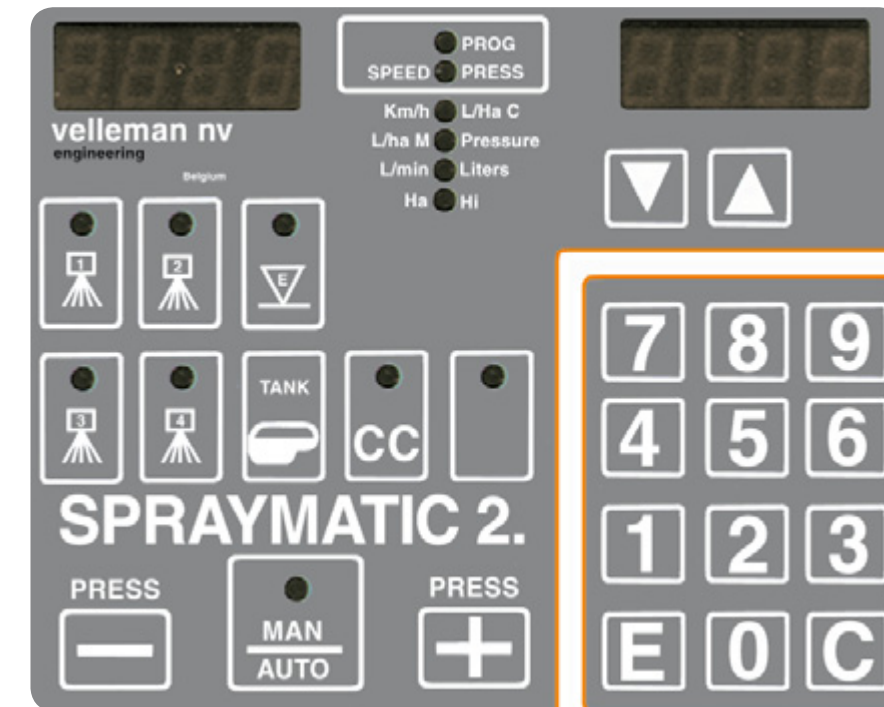 PROG
SPEED PRESS
Km/h L/Ha C
L/ha M Pressure
L/min Liters
Ha Hi
velleman nv
engineering
Belgium
1 2 E
3 4 TANK CC
SPRAYMATIC 2.
PRESS MAN AUTO PRESS
7 8 9
4 5 6
1 2 3
E 0 C